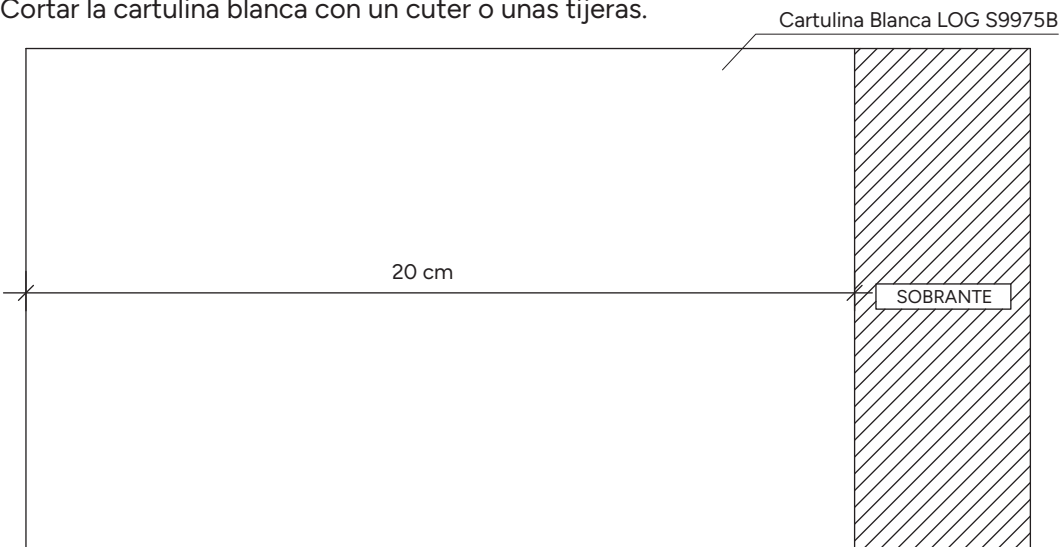 Cortar la cartulina blanca con un cuter o unas tijeras.
Cartulina Blanca LOG S9975B
20 cm
SOBRANTE